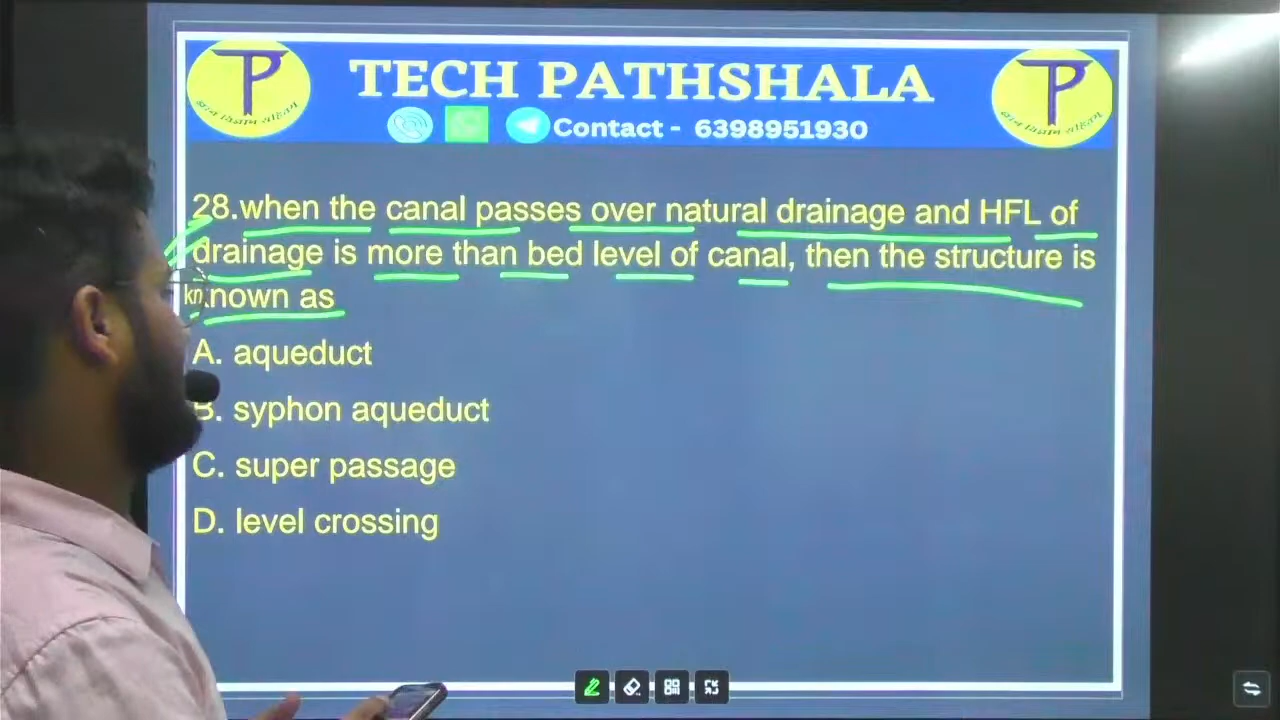 TECH PATHSHALA
Contact - 6398951930
28.when the canal passes over natural drainage and HFL of
drainage is more than bed level of canal, then the structure is
known as
A. aqueduct
B. syphon aqueduct
C. super passage
D. level crossing